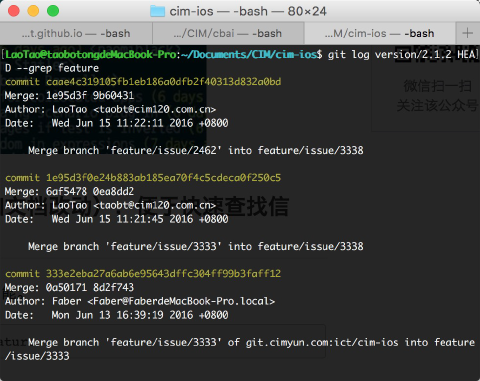 cim-ios — -bash — 80×24
...t.github.io — -bash
.../CIM/cbai — -bash
...M/cim-ios — -bash
[LaoTao@taobotongdeMacBook-Pro:~/Documents/CIM/cim-ios$ git log version/2.1.2 HEA]
D --grep feature
commit caae4c319105fb1eb186a0dfb2f40313d832a0bd
Merge: 1e95d3f 9b60431
Author: LaoTao <taobt@cim120.com.cn>
Date:   Wed Jun 15 11:22:11 2016 +0800
Merge branch 'feature/issue/2462' into feature/issue/3338
commit 1e95d3f0e24b883ab185ea70f4c5cdeca0f250c5
Merge: 6af5478 0ea8dd2
Author: LaoTao <taobt@cim120.com.cn>
Date:   Wed Jun 15 11:21:45 2016 +0800
Merge branch 'feature/issue/3333' into feature/issue/3338
commit 333e2eba27a6ab6e95643dffc304ff99b3faff12
Merge: 0a50171 8d2f743
Author: Faber <Faber@FaberdeMacBook-Pro.local>
Date:   Mon Jun 13 16:39:19 2016 +0800
Merge branch 'feature/issue/3333' of git.cimyun.com:ict/cim-ios into feature
/issue/3333
微信扫一扫
关注该公众号